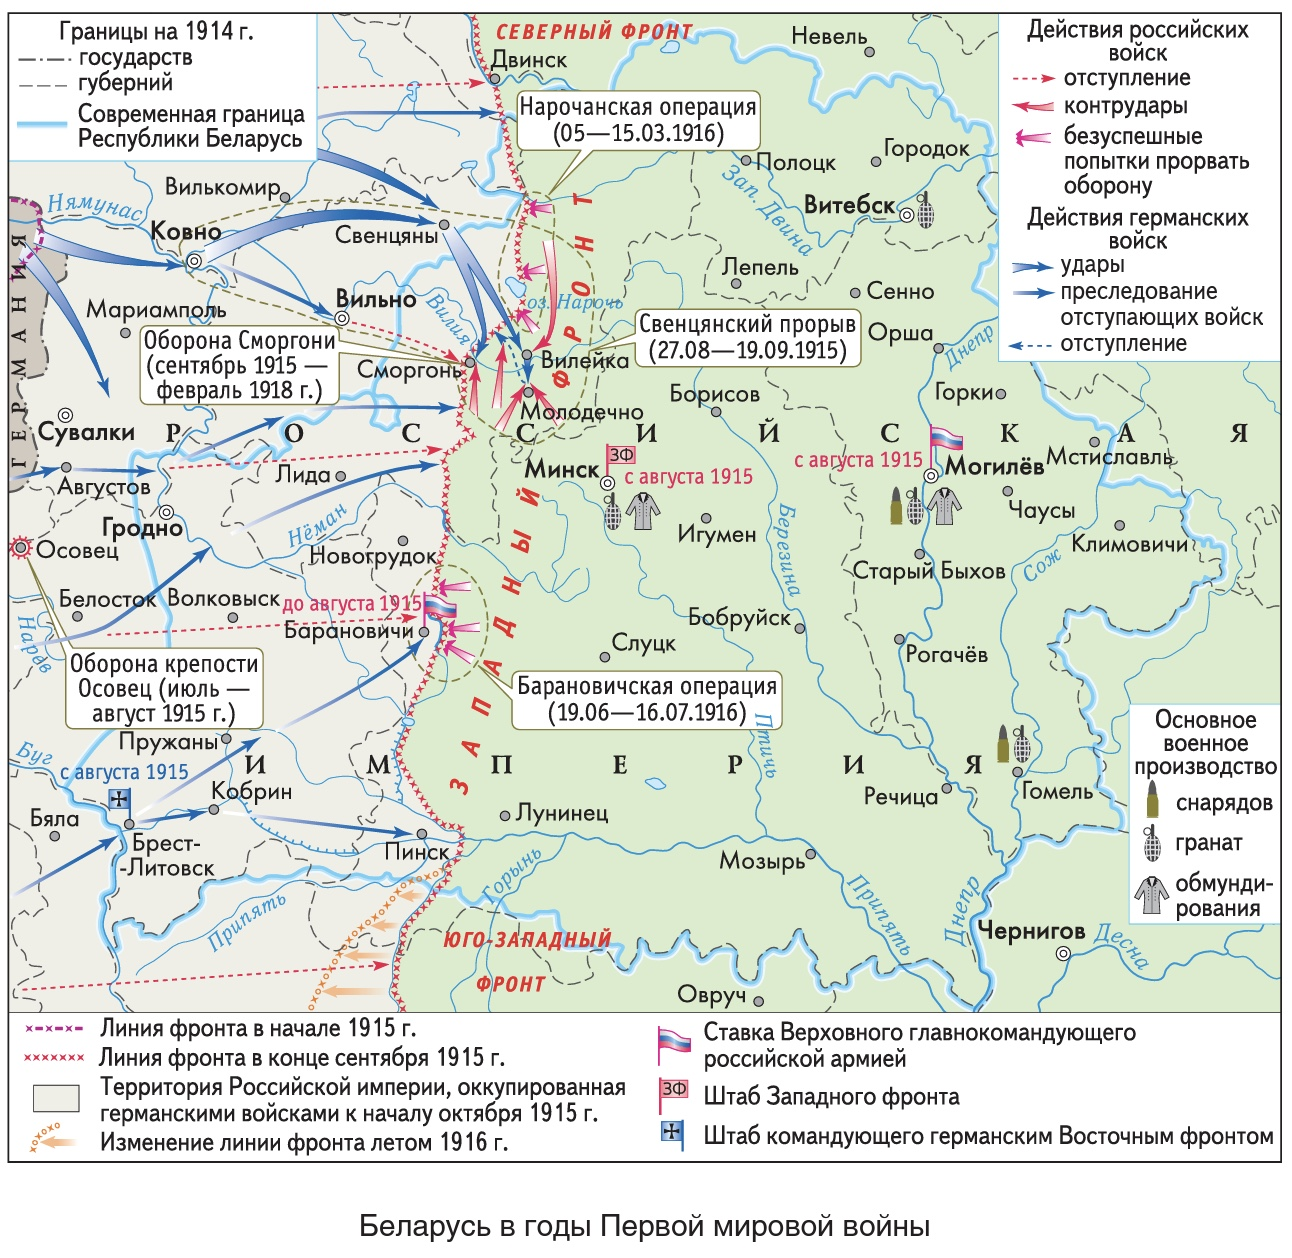 Границы на 1914 г.
государств
губерний
Современная граница
Республики Беларусь
СЕВЕРНЫЙ ФРОНТ
Двинск
Невель
Действия российских
войск
отступление
контрудары
безуспешные
попытки прорвать
оборону
Действия германских
войск
удары
преследование
отступающих войск
отступление
Нарочанская операция
(05—15.03.1916)
Полоцк
Городок
Зап. Двина
Витебск
Вилькомир
Нямунас
Ковно
Свенцяны
Лепель
Сенно
Орша
Днепр
ГЕРМАНИЯ
Мариамполь
Вильно
Вилия
оз. Нарочь
Свенцянский прорыв
(27.08—19.09.1915)
Оборона Сморгони
(сентябрь 1915 —
февраль 1918 г.)
Сморгонь
Вилейка
Молодечно
Борисов
Горки
Сувалки
РОССИЙСКАЯ
Августов
Лида
Минск
ЗФ
с августа 1915
с августа 1915
Могилёв
Мстиславль
Гродно
Нёман
Новогрудок
Игумен
Березина
Чаусы
Климовичи
Сож
Осовец
Старый Быхов
Белосток
Волковыск
до августа 1915
Барановичи
Нарев
ЗАПАДНЫЙ ФРОНТ
Слуцк
Бобруйск
Рогачёв
Оборона крепости
Осовец (июль —
август 1915 г.)
Барановичская операция
(19.06—16.07.1916)
Птичь
Пружаны
Буг
с августа 1915
ИМПЕРИЯ
Кобрин
Бяла
Брест-
-Литовск
Пинск
Лунинец
Речица
Гомель
Мозырь
Горынь
Припять
Припять
Днепр
Чернигов
Десна
Овруч
ЮГО-ЗАПАДНЫЙ
ФРОНТ
Основное
военное
производство
снарядов
гранат
обмунди-
рования
Линия фронта в начале 1915 г.
Линия фронта в конце сентября 1915 г.
Территория Российской империи, оккупированная
германскими войсками к началу октября 1915 г.
Изменение линии фронта летом 1916 г.
Ставка Верховного главнокомандующего
российской армией
ЗФ
Штаб Западного фронта
Штаб командующего германским Восточным фронтом
Беларусь в годы Первой мировой войны